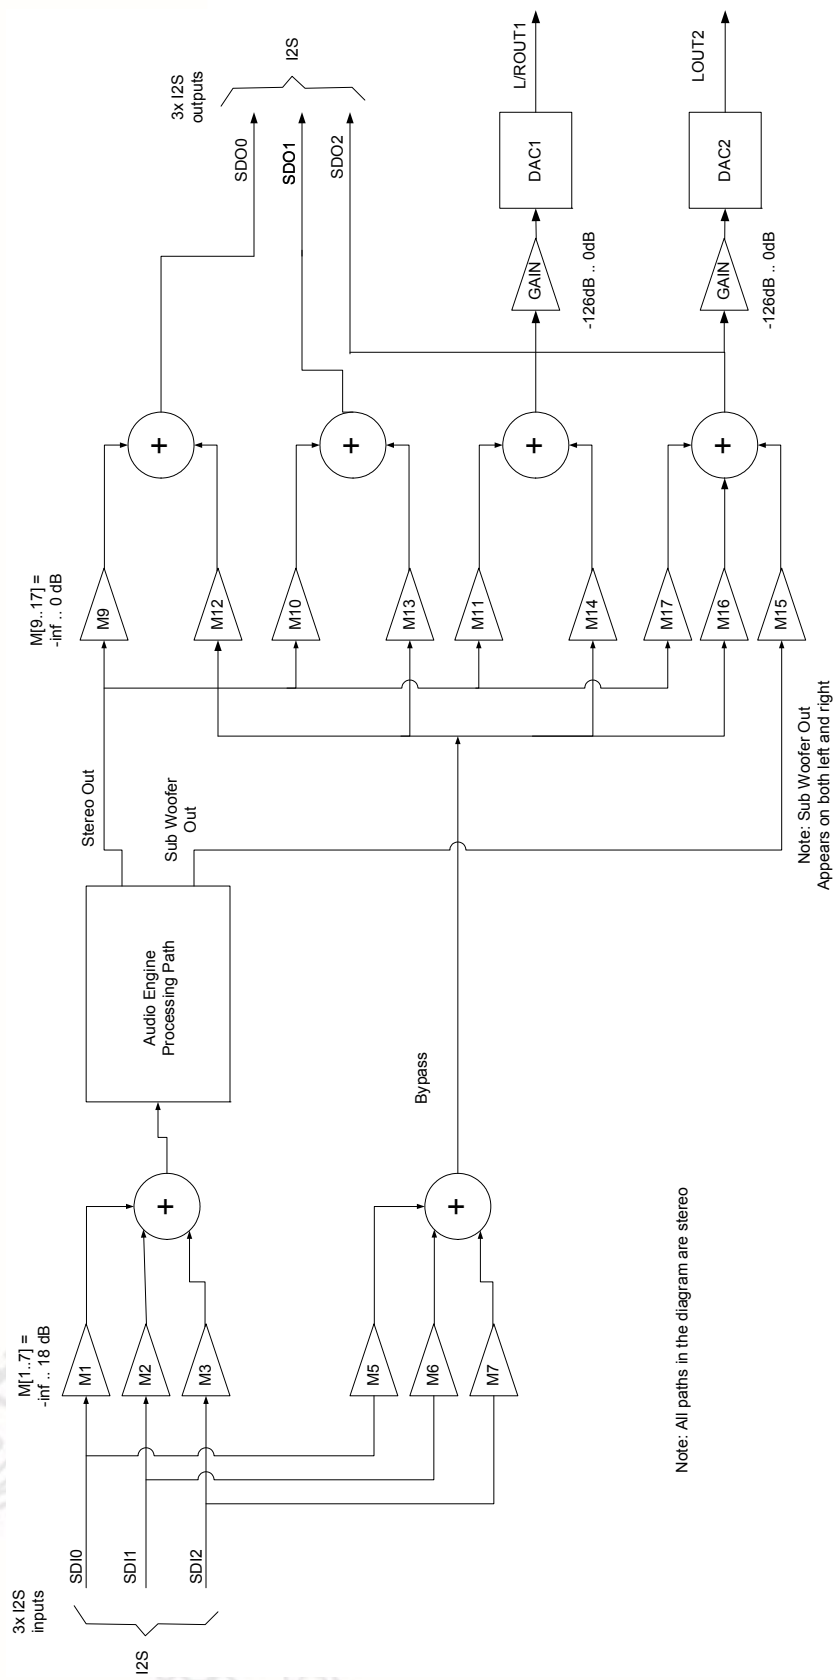 3x I2S
inputs
I2S
SDI0
SDI1
SDI2
M[1..7] =
-inf .. 18 dB
M1
M2
M3
M5
M6
M7
+
+
Audio Engine
Processing Path
Bypass
Stereo Out
Sub Woofer
Out
M[9..17] =
-inf .. 0 dB
M9
M12
M10
M13
M11
M14
M17
M16
M15
+
+
+
+
GAIN
-126dB .. 0dB
GAIN
-126dB .. 0dB
DAC1
DAC2
3x I2S
outputs
I2S
SDO0
SDO1
SDO2
L/ROUT1
LOUT2
Note: All paths in the diagram are stereo
Note: Sub Woofer Out
Appears on both left and right